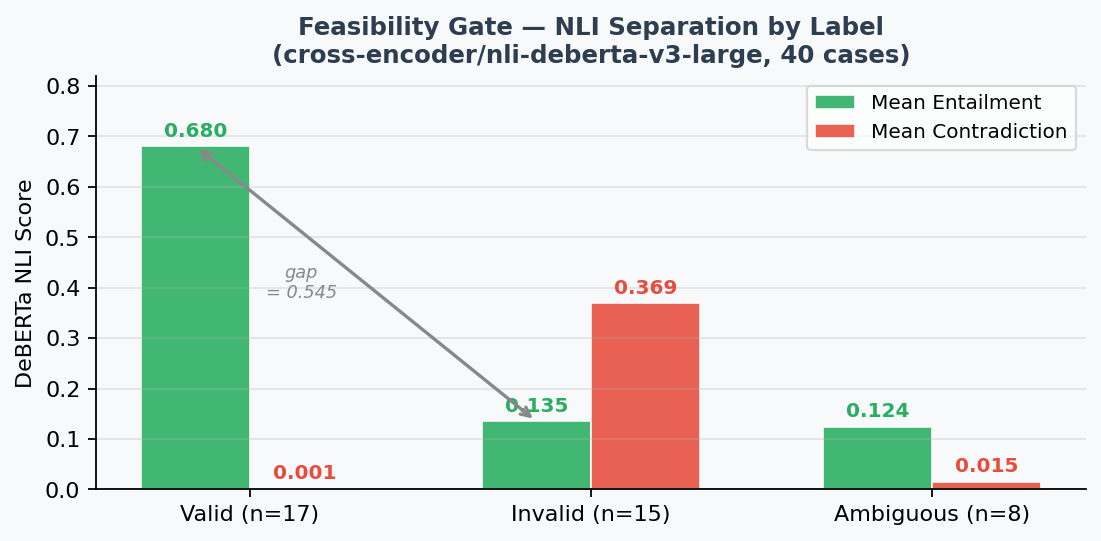 Feasibility Gate — NLI Separation by Label
(cross-encoder/nli-deberta-v3-large, 40 cases)
DeBERTa NLI Score
0.8
0.7
0.6
0.5
0.4
0.3
0.2
0.1
0.0
Mean Entailment
Mean Contradiction
0.680
0.001
gap
= 0.545
0.135
0.369
0.124
0.015
Valid (n=17)
Invalid (n=15)
Ambiguous (n=8)